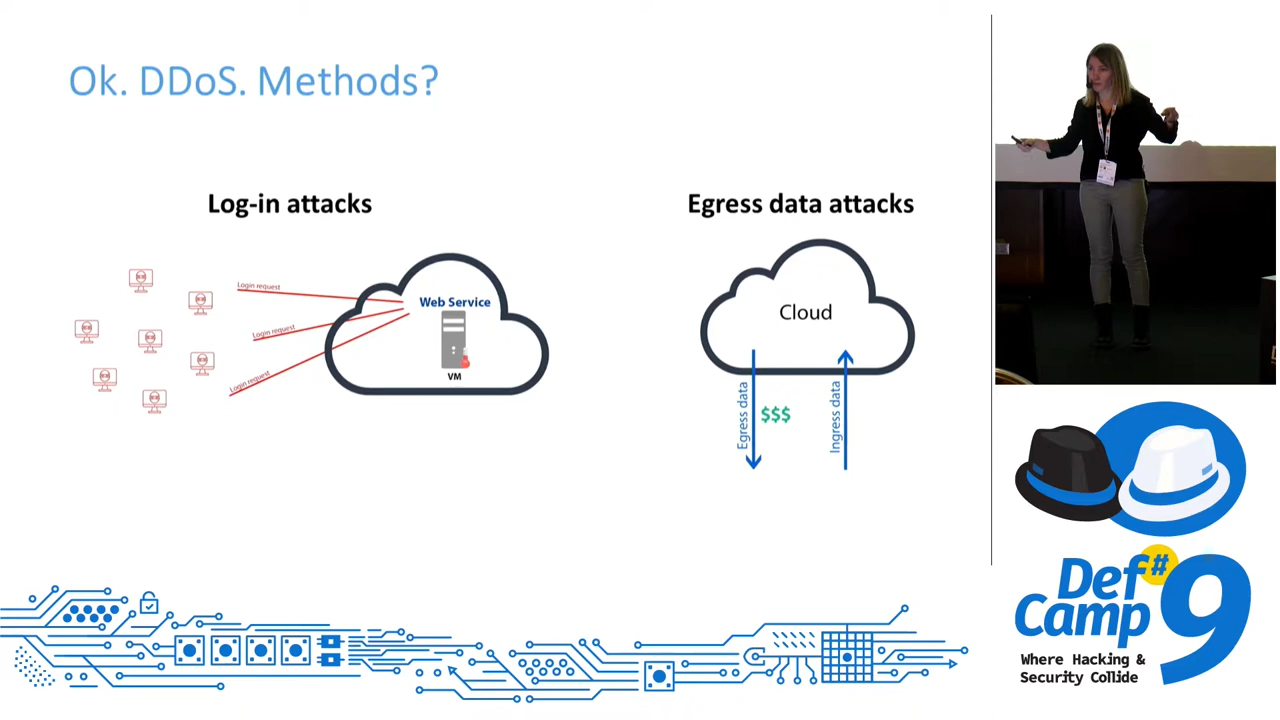 Ok. DDoS. Methods?
Log-in attacks
Egress data attacks
Login request
Login request
Login request
Web Service
VM
Cloud
Egress data
$$$
Ingress data
Def
#
Camp
9
Where Hacking &
Security Collide